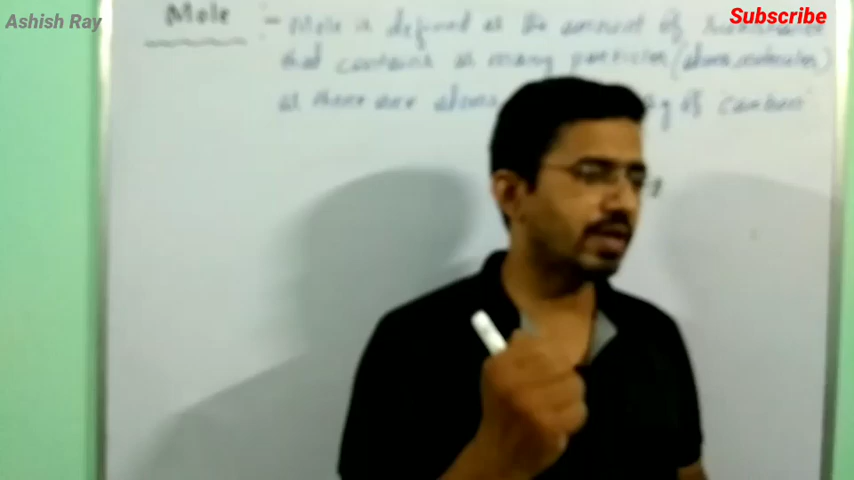 Ashish Ray
Subscribe
Mole :- Mole is defined as the amount of substance
that contains as many particles (atoms, molecules)
as there are atoms g of carbon